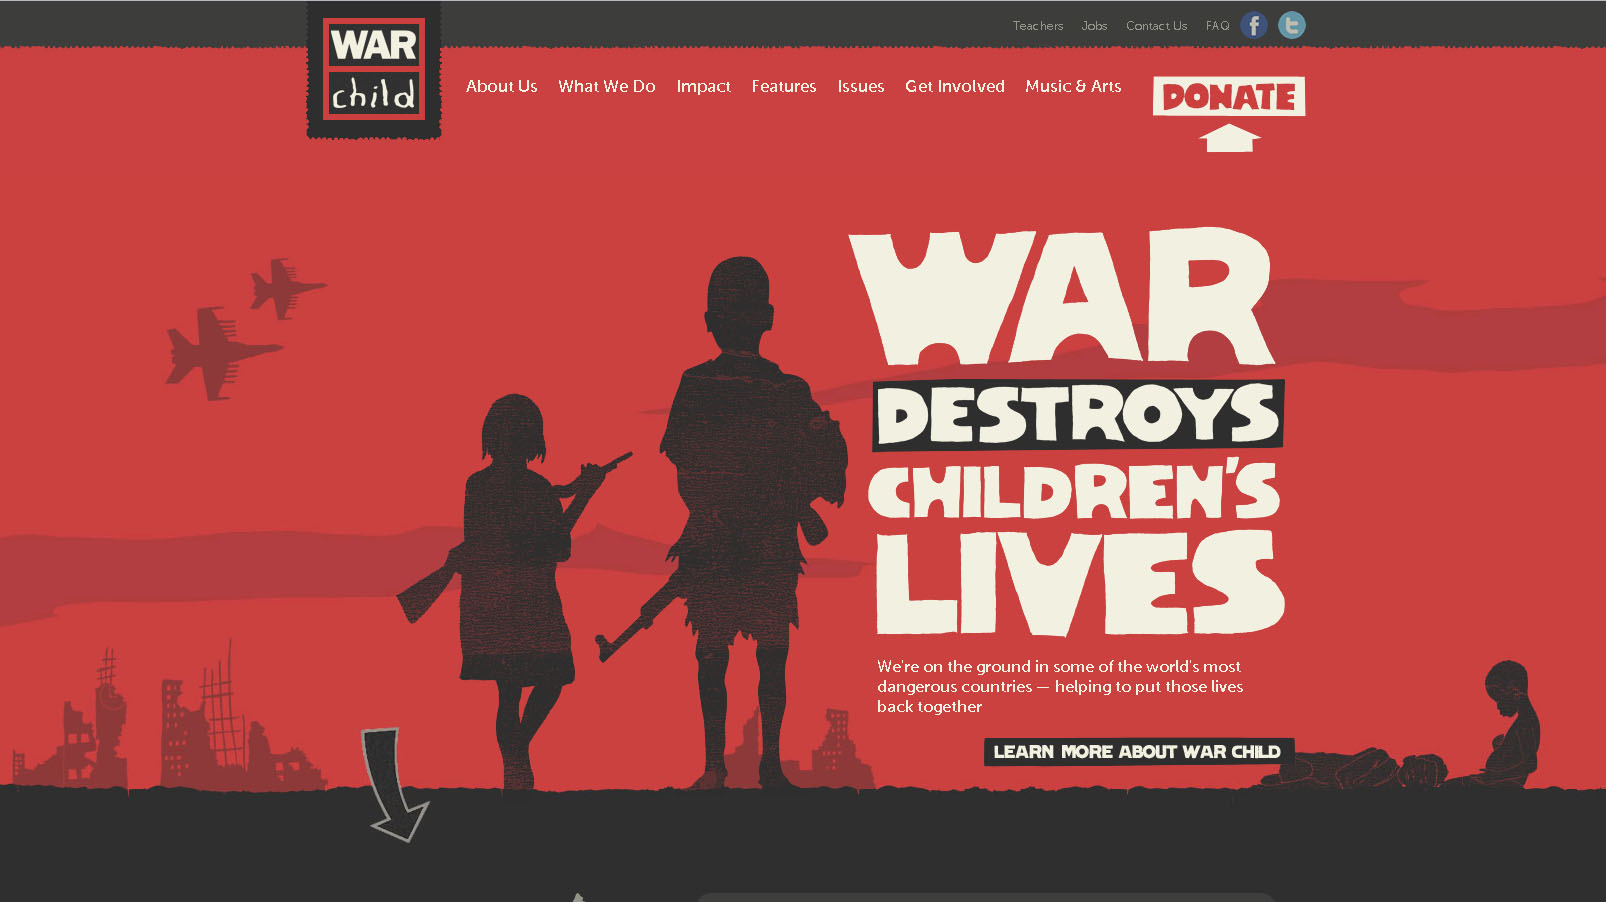 Teachers Jobs Contact Us FAQ
WAR
child
About Us What We Do Impact Features Issues Get Involved Music & Arts
DONATE
WAR
DESTROYS
CHILDREN'S
LIVES
We're on the ground in some of the world's most
dangerous countries — helping to put those lives
back together
LEARN MORE ABOUT WAR CHILD